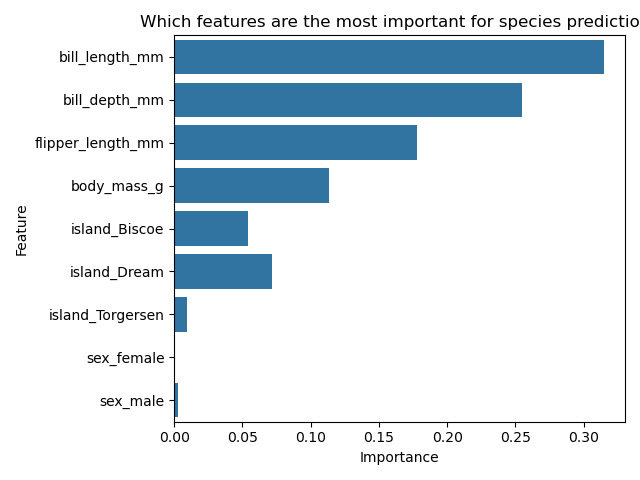 Which features are the most important for species predictio
bill_length_mm
bill_depth_mm
flipper_length_mm
body_mass_g
island_Biscoe
island_Dream
island_Torgersen
sex_female
sex_male
Feature
0.00 0.05 0.10 0.15 0.20 0.25 0.30
Importance